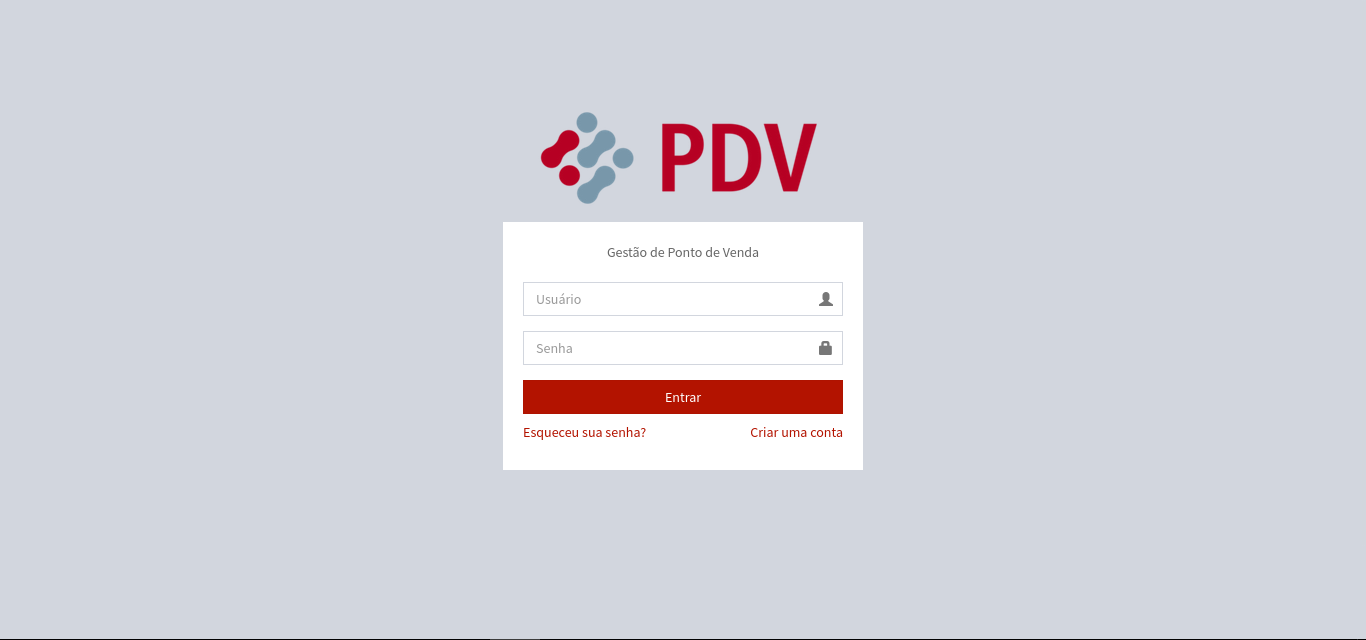 PDV
Gestão de Ponto de Venda
Usuário
Senha
Entrar
Esqueceu sua senha? Criar uma conta